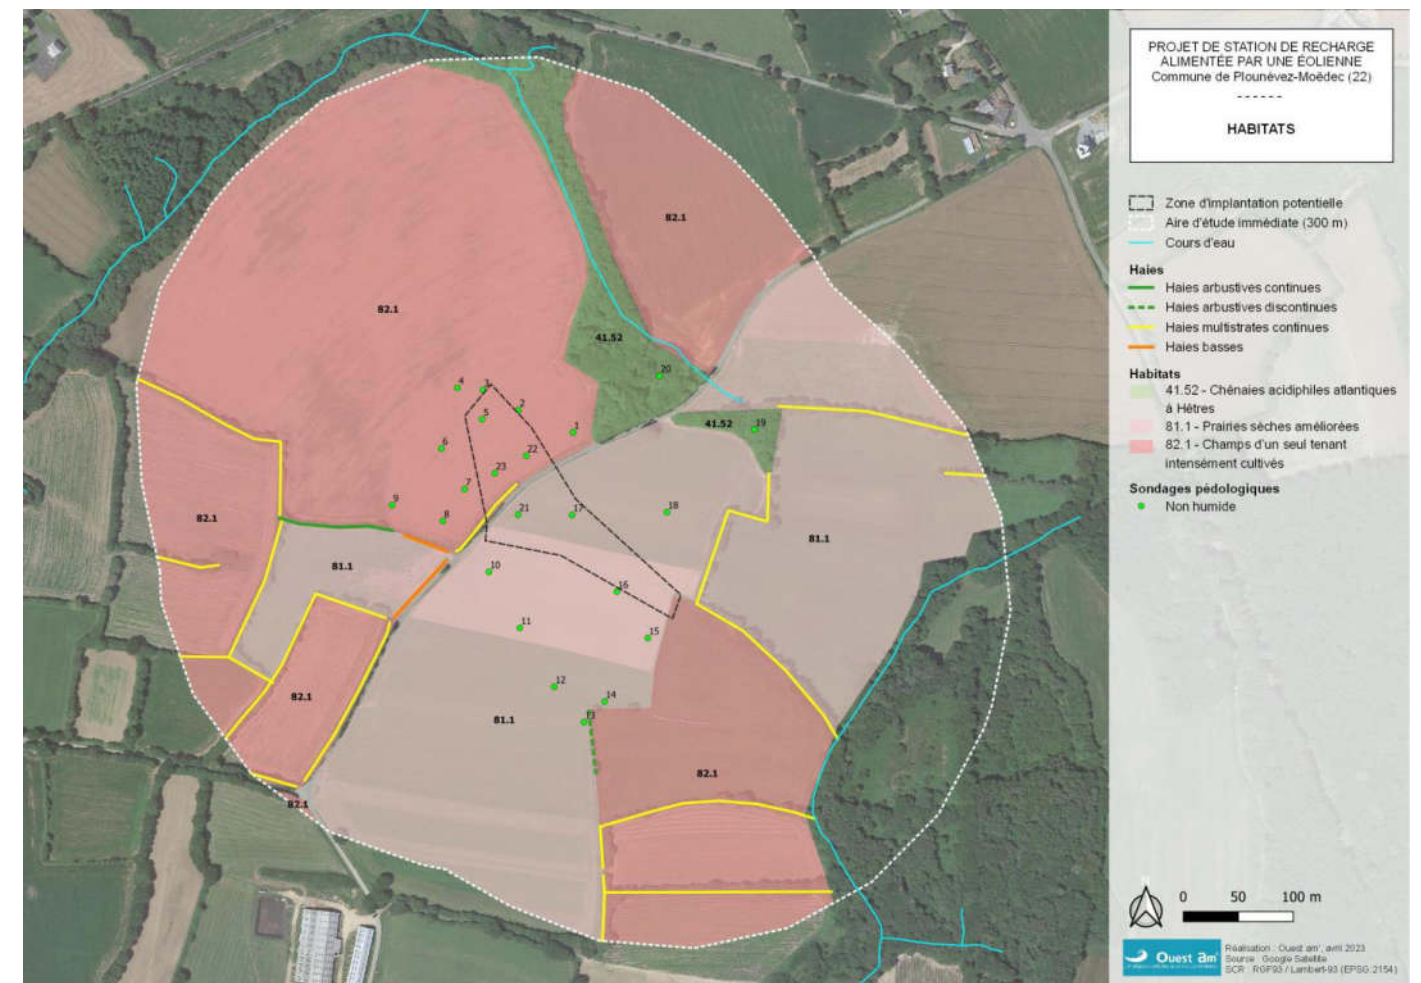 PROJET DE STATION DE RECHARGE
ALIMENTÉE PAR UNE ÉOLIENNE
Commune de Plounévez-Moëdec (22)
------
HABITATS
Zone d'implantation potentielle
Aire d'étude immédiate (300 m)
Cours d'eau
Haies
Haies arbustives continues
Haies arbustives discontinues
Haies multistrates continues
Haies basses
Habitats
41.52 - Chênaies acidiphiles atlantiques
à Hêtres
81.1 - Prairies sèches améliorées
82.1 - Champs d'un seul tenant
intensément cultivés
Sondages pédologiques
Non humide
82.1
82.1
41.52
20
4
3
2
5
1
41.52
19
6
22
23
7
9
8
21
17
18
82.1
81.1
81.1
10
16
11
15
12
14
13
82.1
81.1
82.1
82.1
N
0 50 100 m
Ouest am'
Réalisation : Ouest am', avril 2023
Source : Google Satellite
SCR : RGF93 / Lambert-93 (EPSG:2154)